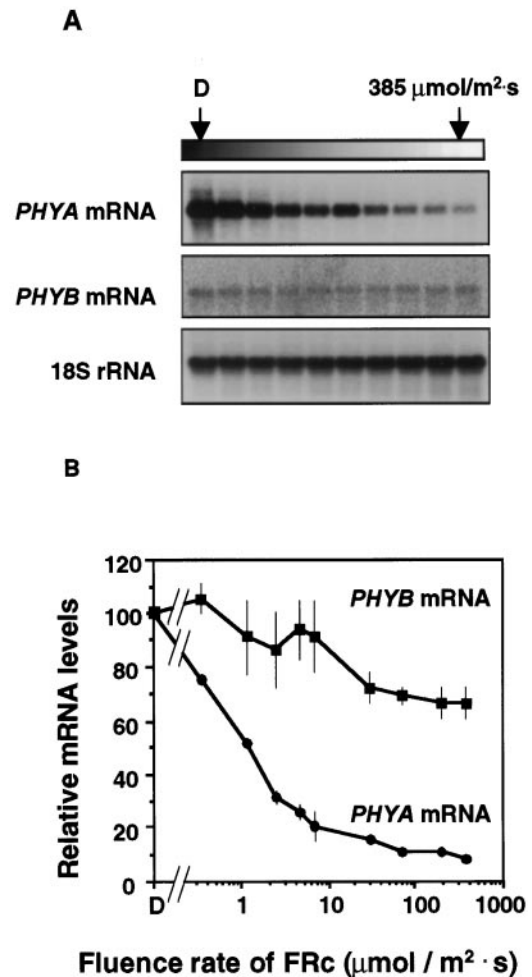 A
D
385 μmol/m²·s
PHYA mRNA
PHYB mRNA
18S rRNA
B
120
100
80
60
40
20
0
Relative mRNA levels
PHYB mRNA
PHYA mRNA
D
1
10
100
1000
Fluence rate of FRc (μmol / m² · s)